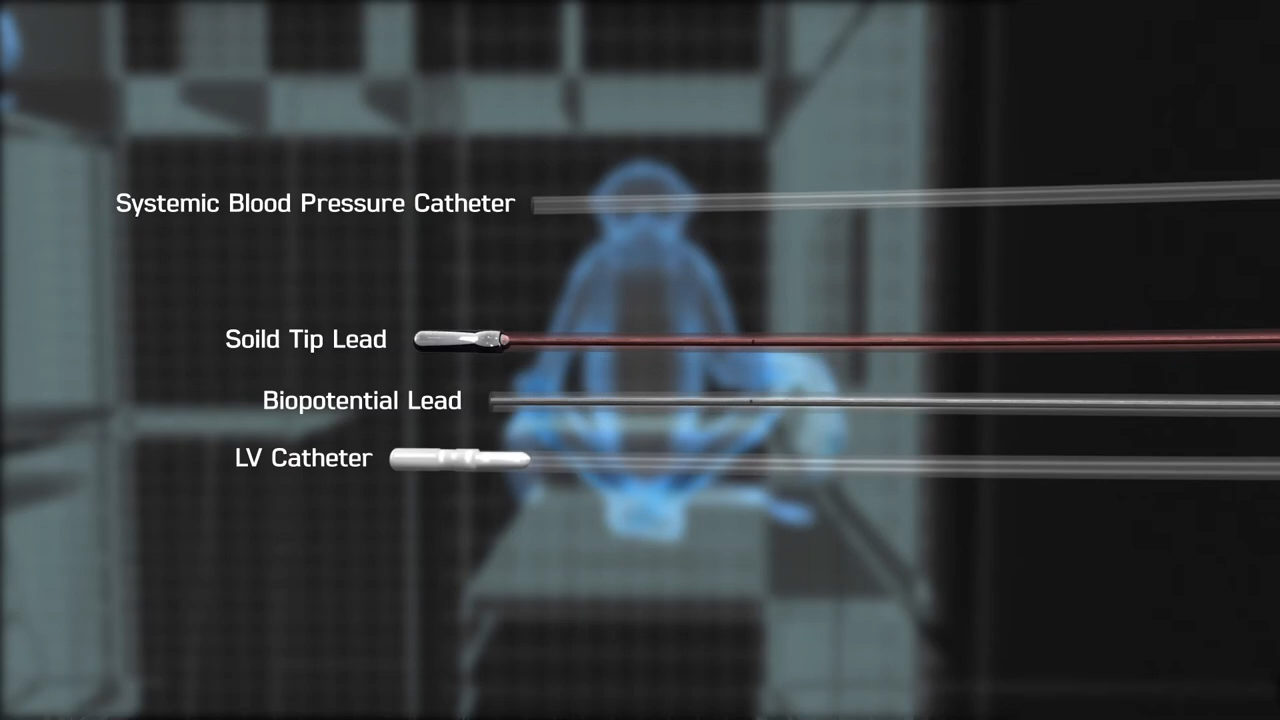 Systemic Blood Pressure Catheter
Soild Tip Lead
Biopotential Lead
LV Catheter